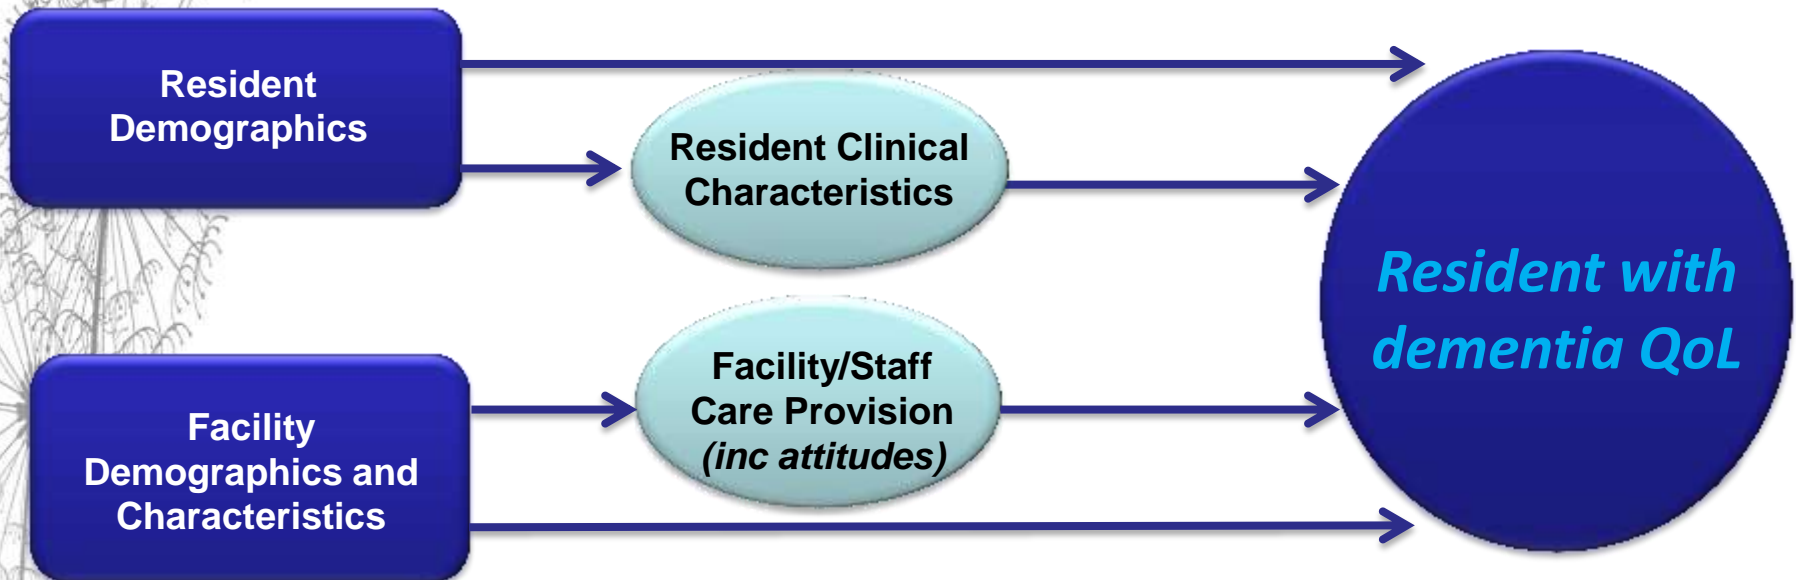 Resident
Demographics
Resident Clinical
Characteristics
Resident with
dementia QoL
Facility/Staff
Care Provision
(inc attitudes)
Facility
Demographics and
Characteristics